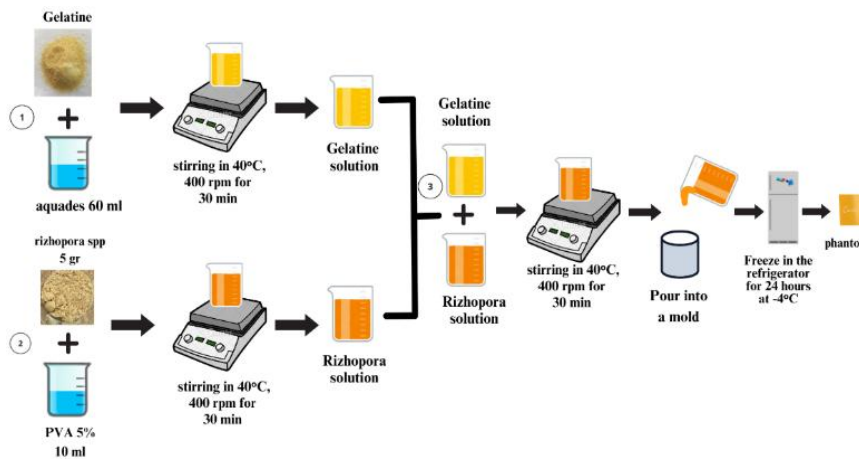 Gelatine
1
aquades 60 ml
stirring in 40°C,
400 rpm for
30 min
Gelatine
solution
rizhopora spp
5 gr
2
PVA 5%
10 ml
stirring in 40°C,
400 rpm for
30 min
Rizhopora
solution
3
Gelatine
solution
Rizhopora
solution
stirring in 40°C,
400 rpm for
30 min
Pour into
a mold
Freeze in the
refrigerator
for 24 hours
at -4°C
phanto